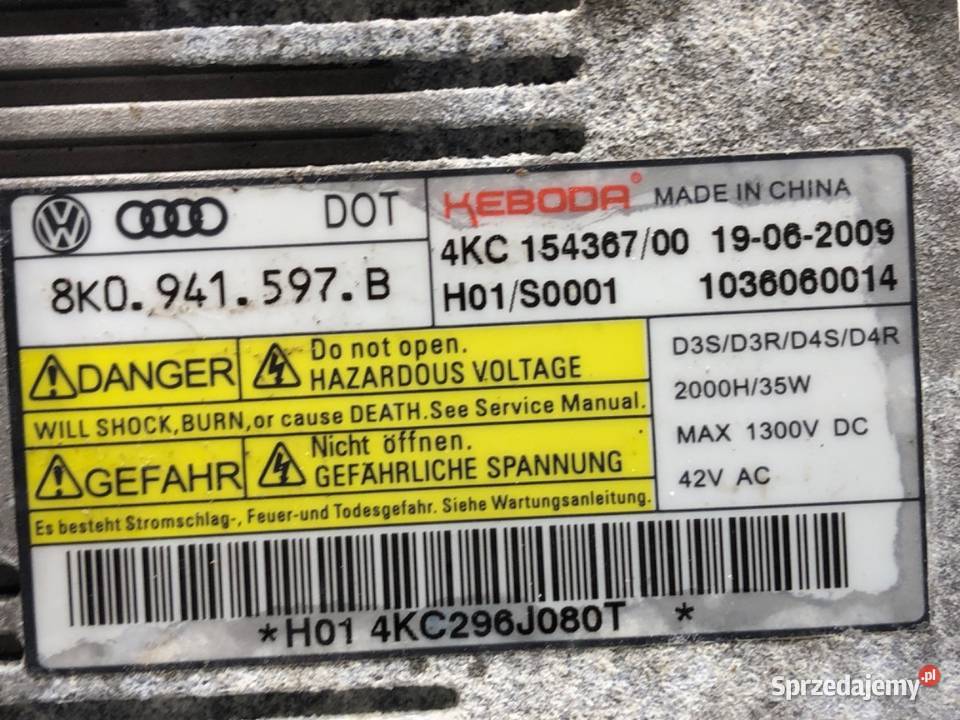 DOT
8K0.941.597.B
KEBODA® MADE IN CHINA
4KC 154367/00 19-06-2009
H01/S0001 1036060014
DANGER
Do not open.
HAZARDOUS VOLTAGE
WILL SHOCK,BURN,or cause DEATH.See Service Manual.
GEFAHR
Nicht öffnen.
GEFÄHRLICHE SPANNUNG
Es besteht Stromschlag-, Feuer-und Todesgefahr. Siehe Wartungsanleitung.
D3S/D3R/D4S/D4R
2000H/35W
MAX 1300V DC
42V AC
*H01 4KC296J080T *
Sprzedajemy.pl